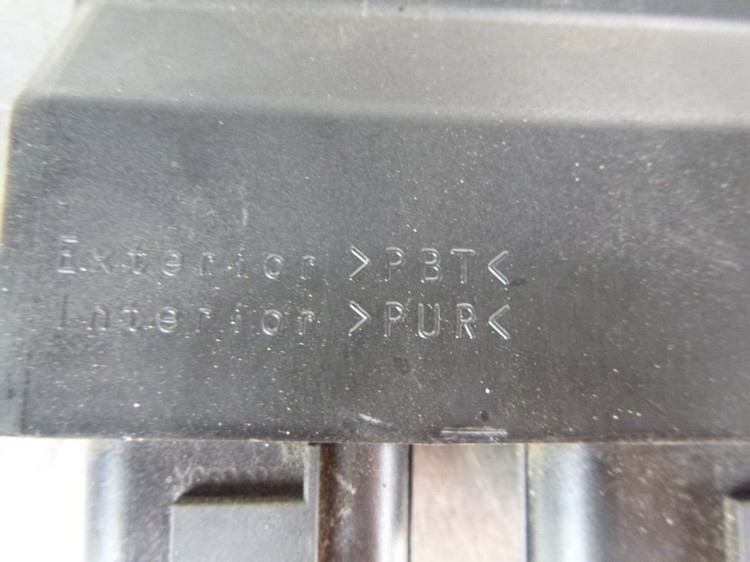 Exterior >PBT<
Interior >PUR<